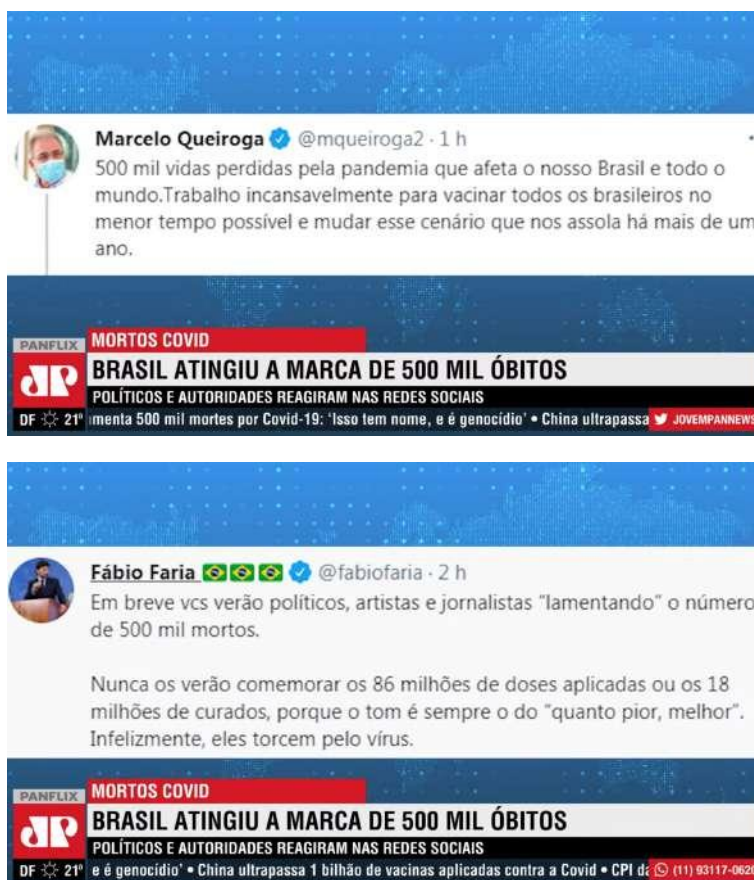 Marcelo Queiroga @mqueiroga2 · 1 h
500 mil vidas perdidas pela pandemia que afeta o nosso Brasil e todo o
mundo.Trabalho incansavelmente para vacinar todos os brasileiros no
menor tempo possível e mudar esse cenário que nos assola há mais de um
ano.
PANFLIX
MORTOS COVID
JP
BRASIL ATINGIU A MARCA DE 500 MIL ÓBITOS
POLÍTICOS E AUTORIDADES REAGIRAM NAS REDES SOCIAIS
DF 21º menta 500 mil mortes por Covid-19: 'Isso tem nome, e é genocídio' • China ultrapassa JOVEMPANNEWS
Fábio Faria @fabiofaria · 2 h
Em breve vcs verão políticos, artistas e jornalistas "lamentando" o número
de 500 mil mortos.
Nunca os verão comemorar os 86 milhões de doses aplicadas ou os 18
milhões de curados, porque o tom é sempre o do "quanto pior, melhor".
Infelizmente, eles torcem pelo vírus.
PANFLIX
MORTOS COVID
JP
BRASIL ATINGIU A MARCA DE 500 MIL ÓBITOS
POLÍTICOS E AUTORIDADES REAGIRAM NAS REDES SOCIAIS
DF 21º e é genocídio' • China ultrapassa 1 bilhão de vacinas aplicadas contra a Covid • CPI da (11) 93117-0620